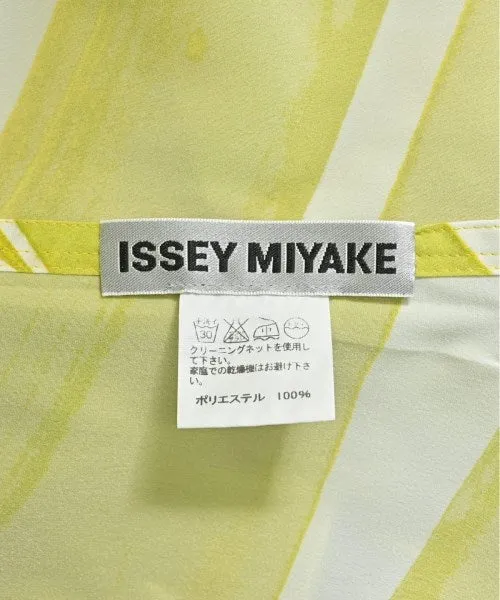 ISSEY MIYAKE
30
クリーニングネットを使用し
て下さい。
家庭での乾燥機はお避け下さ
い。
ポリエステル 100%